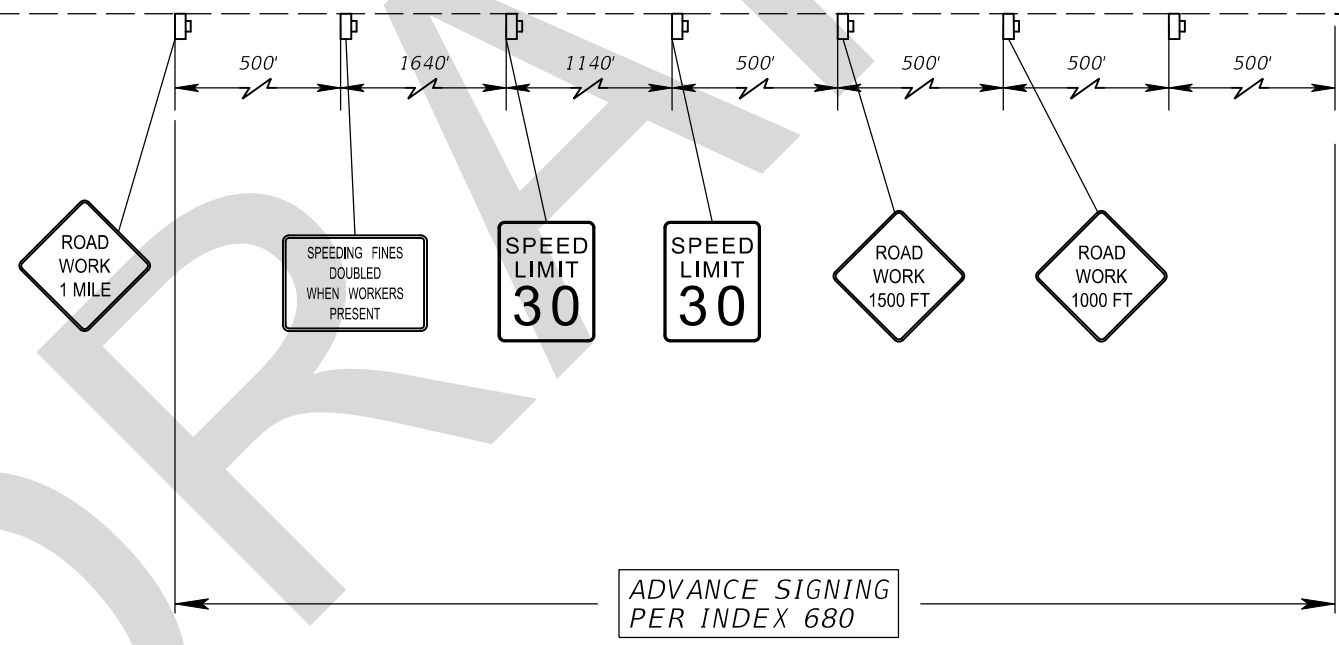 500' 1640' 1140' 500' 500' 500' 500'
ROAD
WORK
1 MILE
SPEEDING FINES
DOUBLED
WHEN WORKERS
PRESENT
SPEED
LIMIT
30
SPEED
LIMIT
30
ROAD
WORK
1500 FT
ROAD
WORK
1000 FT
ADVANCE SIGNING
PER INDEX 680